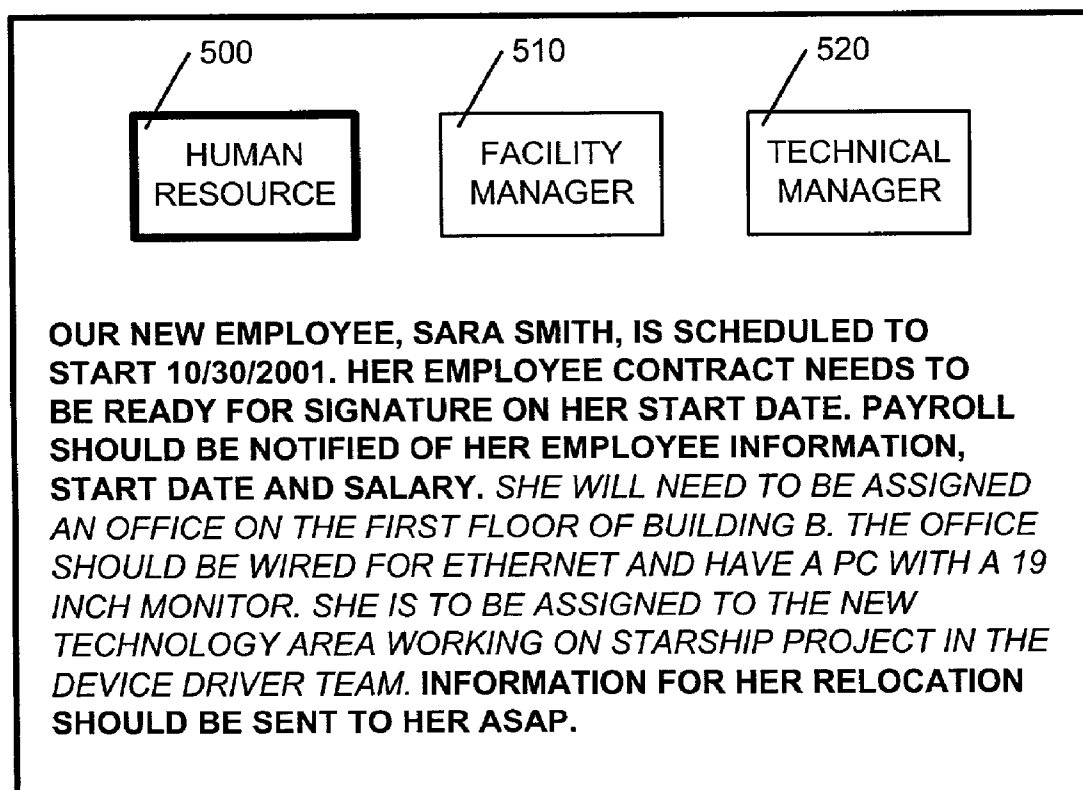 500 510 520
HUMAN RESOURCE
FACILITY MANAGER
TECHNICAL MANAGER
OUR NEW EMPLOYEE, SARA SMITH, IS SCHEDULED TO
START 10/30/2001. HER EMPLOYEE CONTRACT NEEDS TO
BE READY FOR SIGNATURE ON HER START DATE. PAYROLL
SHOULD BE NOTIFIED OF HER EMPLOYEE INFORMATION,
START DATE AND SALARY. SHE WILL NEED TO BE ASSIGNED
AN OFFICE ON THE FIRST FLOOR OF BUILDING B. THE OFFICE
SHOULD BE WIRED FOR ETHERNET AND HAVE A PC WITH A 19
INCH MONITOR. SHE IS TO BE ASSIGNED TO THE NEW
TECHNOLOGY AREA WORKING ON STARSHIP PROJECT IN THE
DEVICE DRIVER TEAM. INFORMATION FOR HER RELOCATION
SHOULD BE SENT TO HER ASAP.